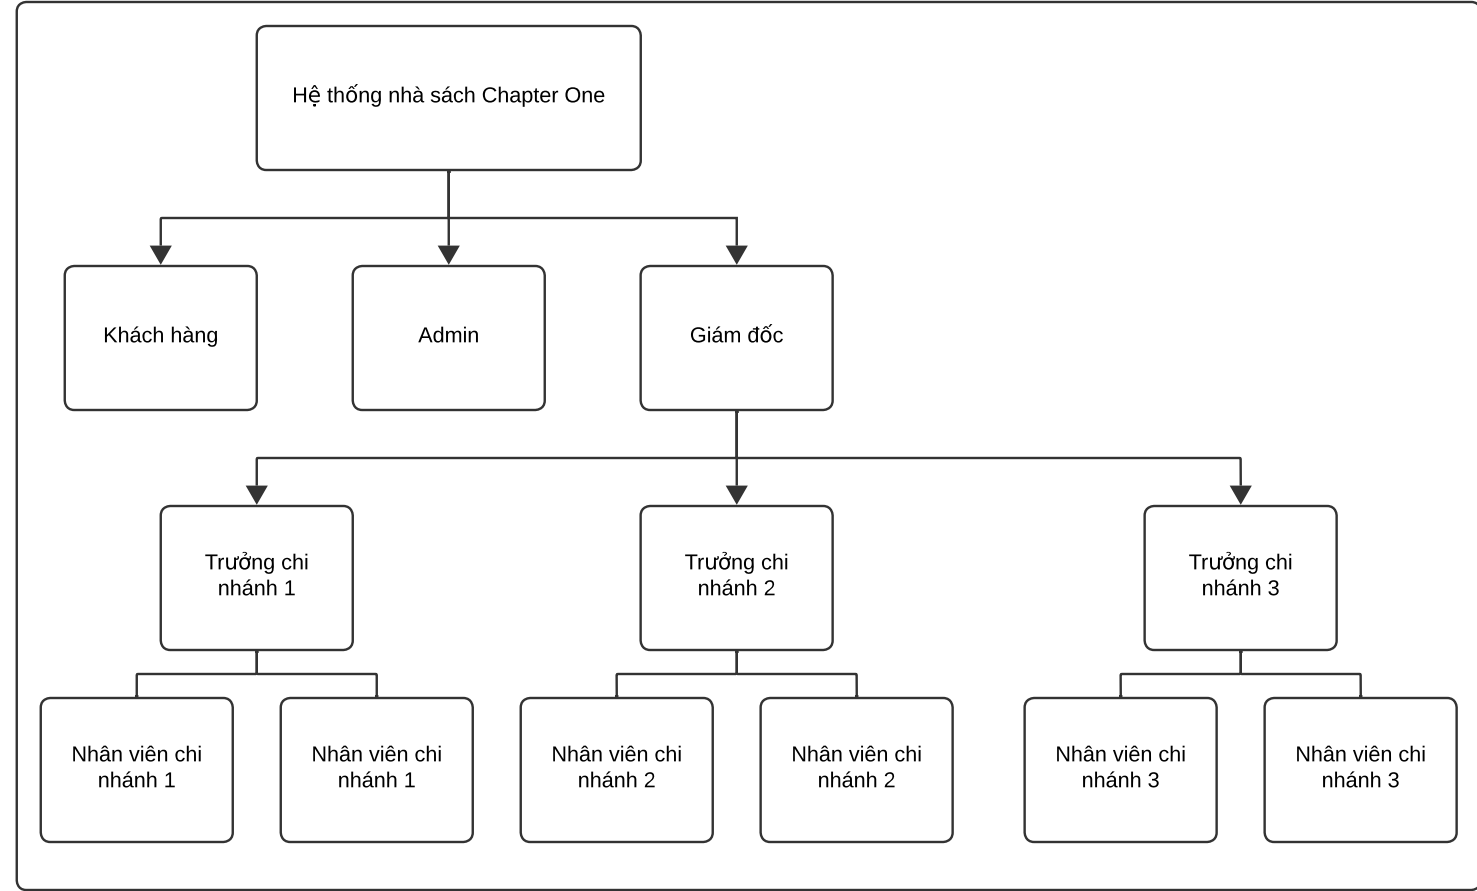 Hệ thống nhà sách Chapter One
Khách hàng
Admin
Giám đốc
Trưởng chi
nhánh 1
Trưởng chi
nhánh 2
Trưởng chi
nhánh 3
Nhân viên chi
nhánh 1
Nhân viên chi
nhánh 1
Nhân viên chi
nhánh 2
Nhân viên chi
nhánh 2
Nhân viên chi
nhánh 3
Nhân viên chi
nhánh 3